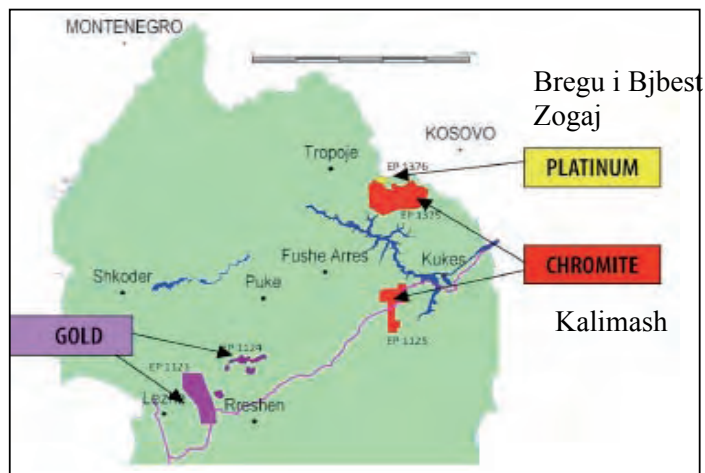 MONTENEGRO
Bregu i Bjbest
Zogaj
KOSOVO
Tropoje
EP 1376
PLATINUM
EP 1375
Fushe Arres
Kukes
CHROMITE
Shkoder
Puke
Kalimash
GOLD
EP 1124
EP 1125
EP 1123
Lezhe
Rreshen